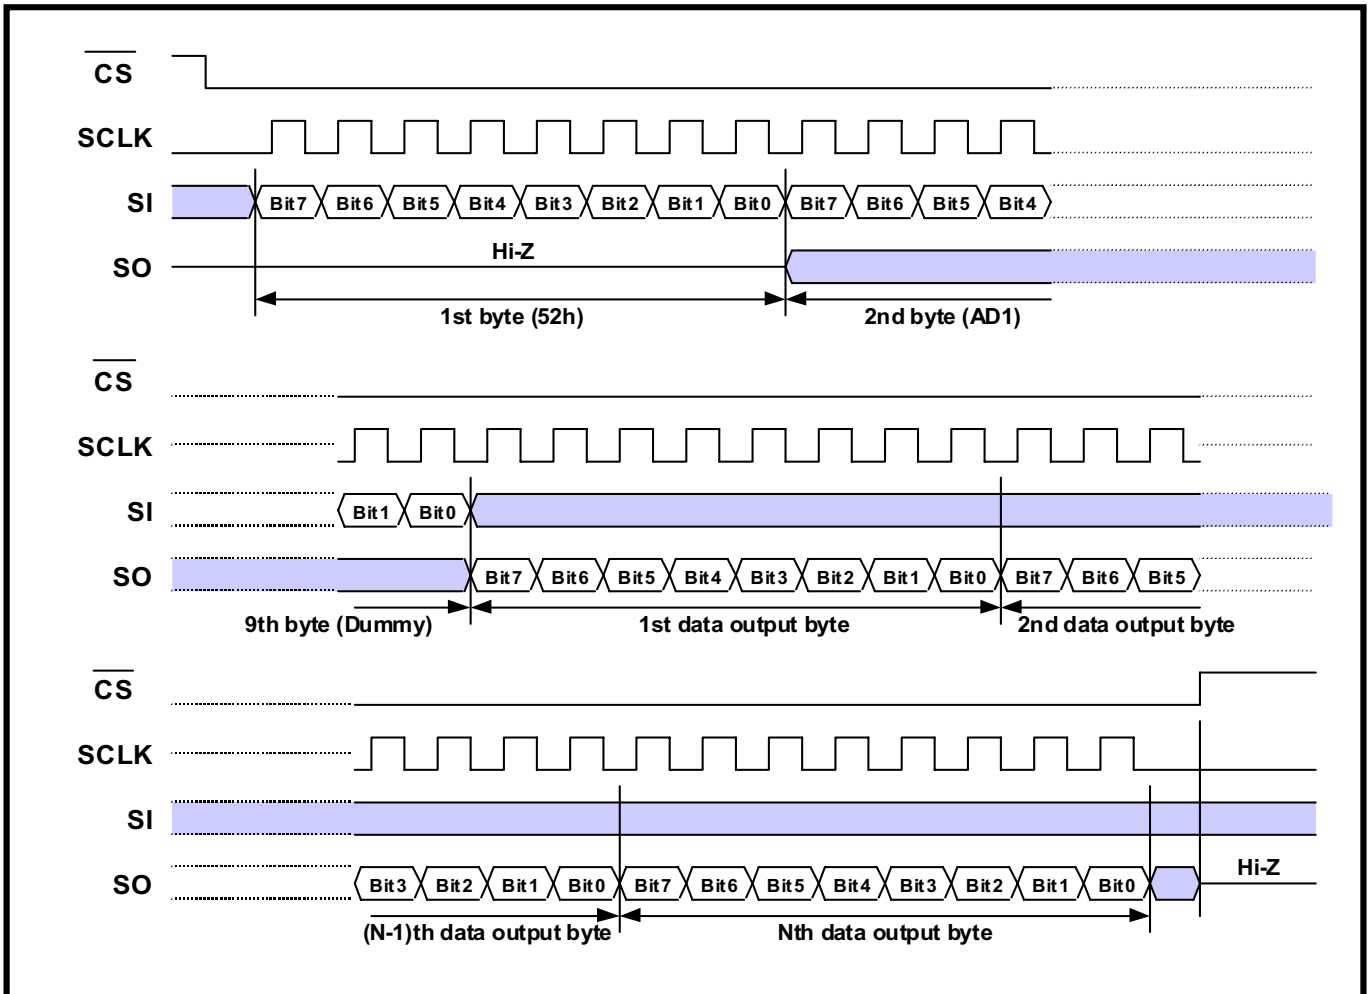 CS
SCLK
SI Bit7 Bit6 Bit5 Bit4 Bit3 Bit2 Bit1 Bit0 Bit7 Bit6 Bit5 Bit4
Hi-Z
SO
1st byte (52h) 2nd byte (AD1)
CS
SCLK
SI Bit1 Bit0
SO Bit7 Bit6 Bit5 Bit4 Bit3 Bit2 Bit1 Bit0 Bit7 Bit6 Bit5
9th byte (Dummy) 1st data output byte 2nd data output byte
CS
SCLK
SI
SO Bit3 Bit2 Bit1 Bit0 Bit7 Bit6 Bit5 Bit4 Bit3 Bit2 Bit1 Bit0 Hi-Z
(N-1)th data output byte Nth data output byte